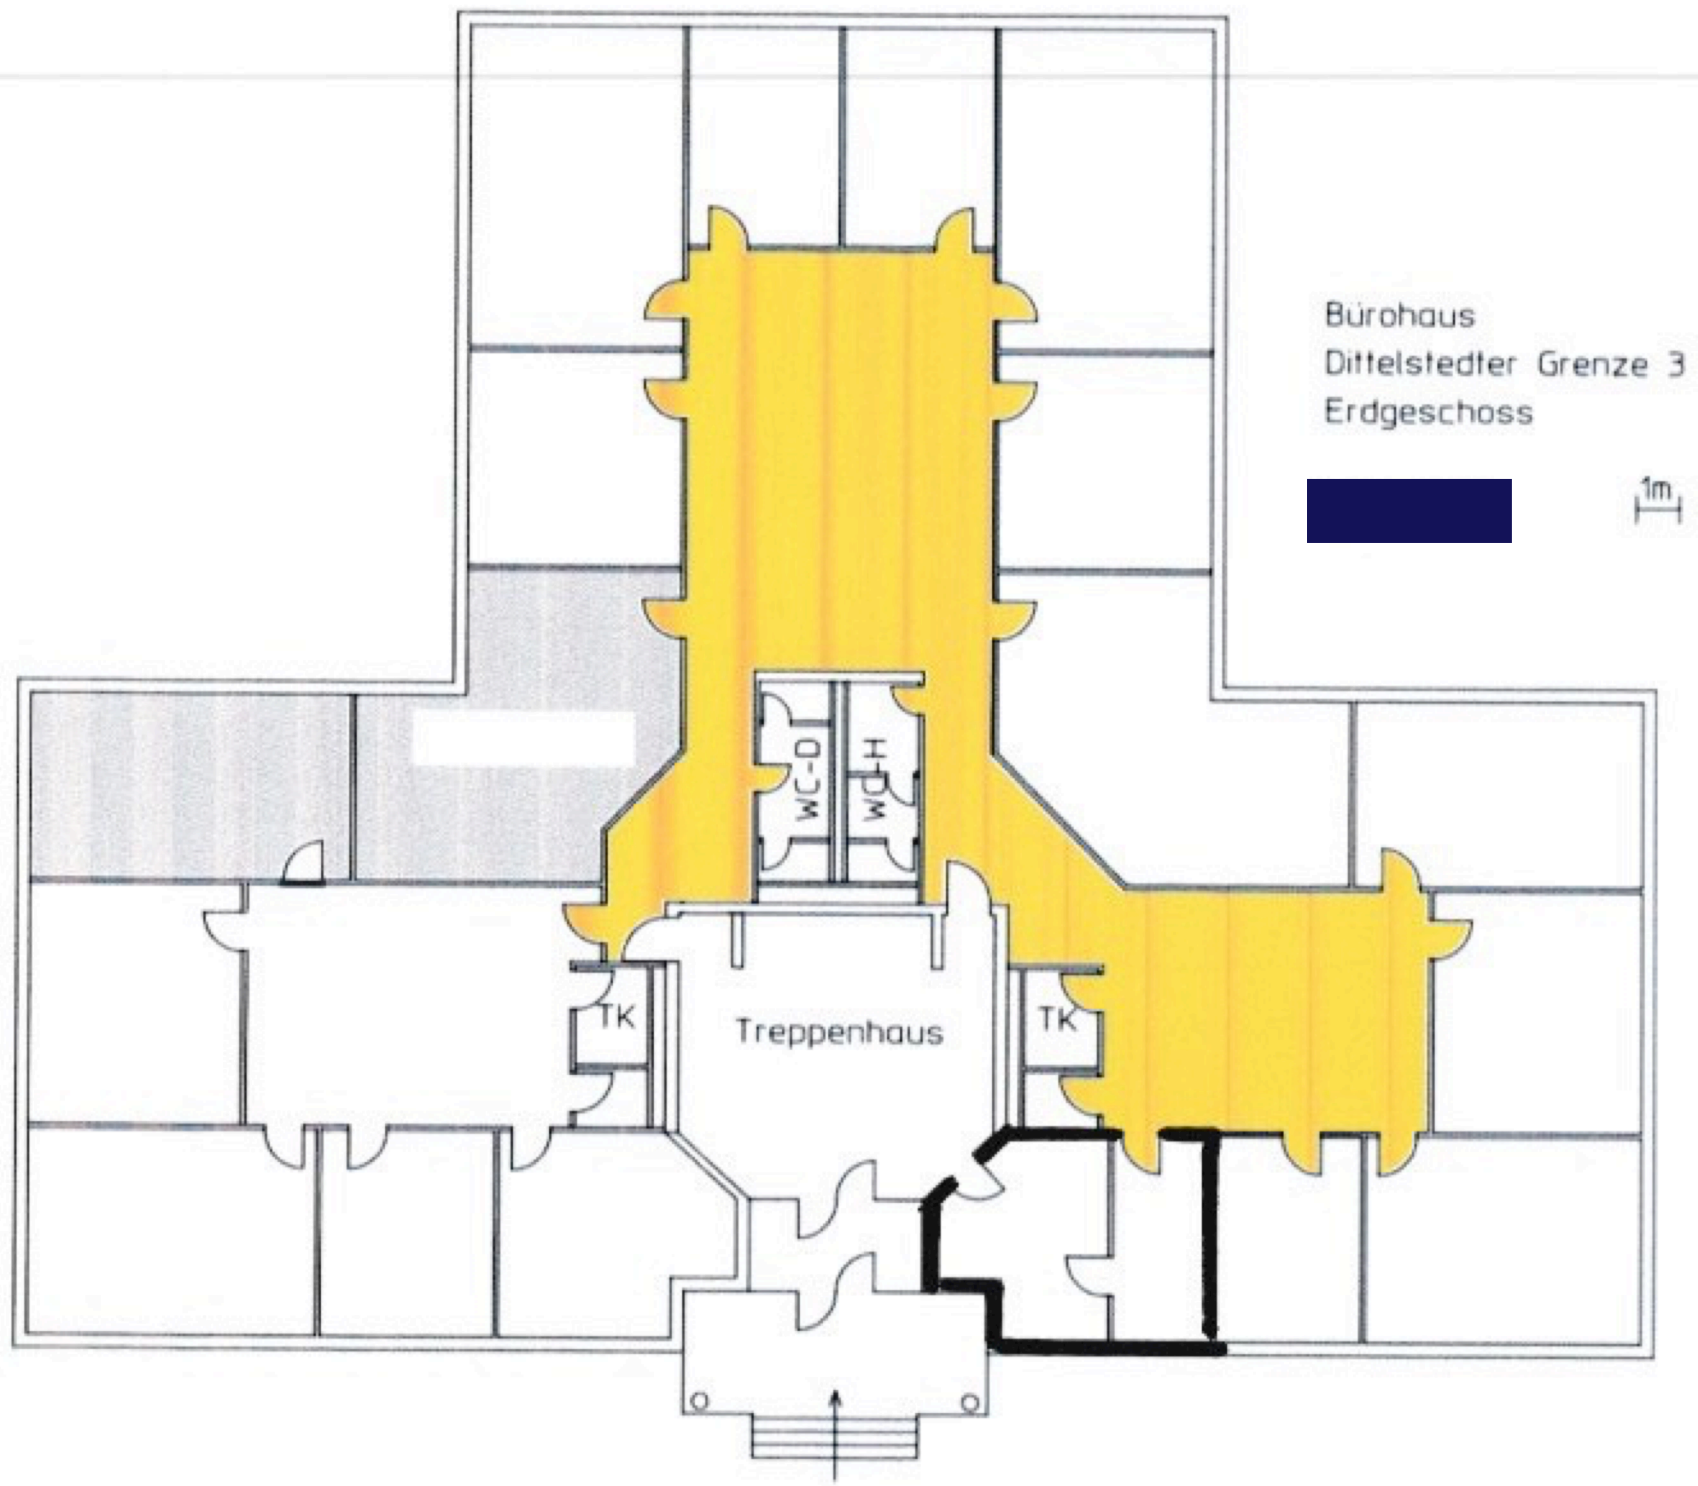 Bürohaus
Dittelstedter Grenze 3
Erdgeschoss
1m
WC-D
WC-H
TK
Treppenhaus
TK